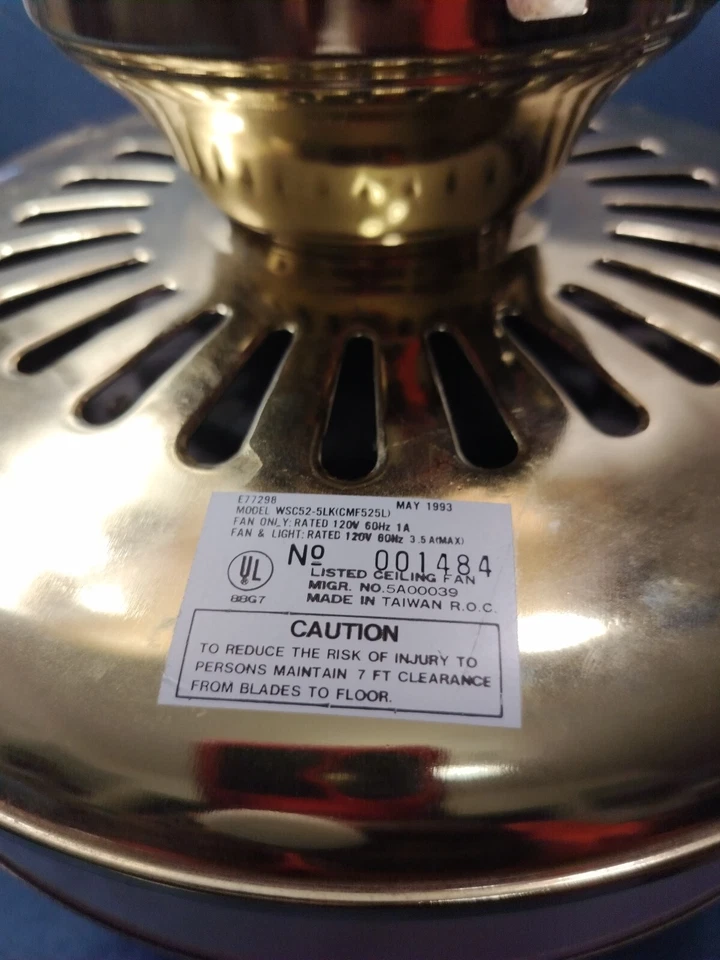 E77298
MODEL WSC52-5LK(CMF525L) MAY 1993
FAN ONLY: RATED 120V 60Hz 1A
FAN & LIGHT: RATED 120V 60Hz 3.5A(MAX)
UL
88G7
Nº 001484
LISTED CEILING FAN
MIGR. NO.5A00039
MADE IN TAIWAN R.O.C.
CAUTION
TO REDUCE THE RISK OF INJURY TO
PERSONS MAINTAIN 7 FT CLEARANCE
FROM BLADES TO FLOOR.